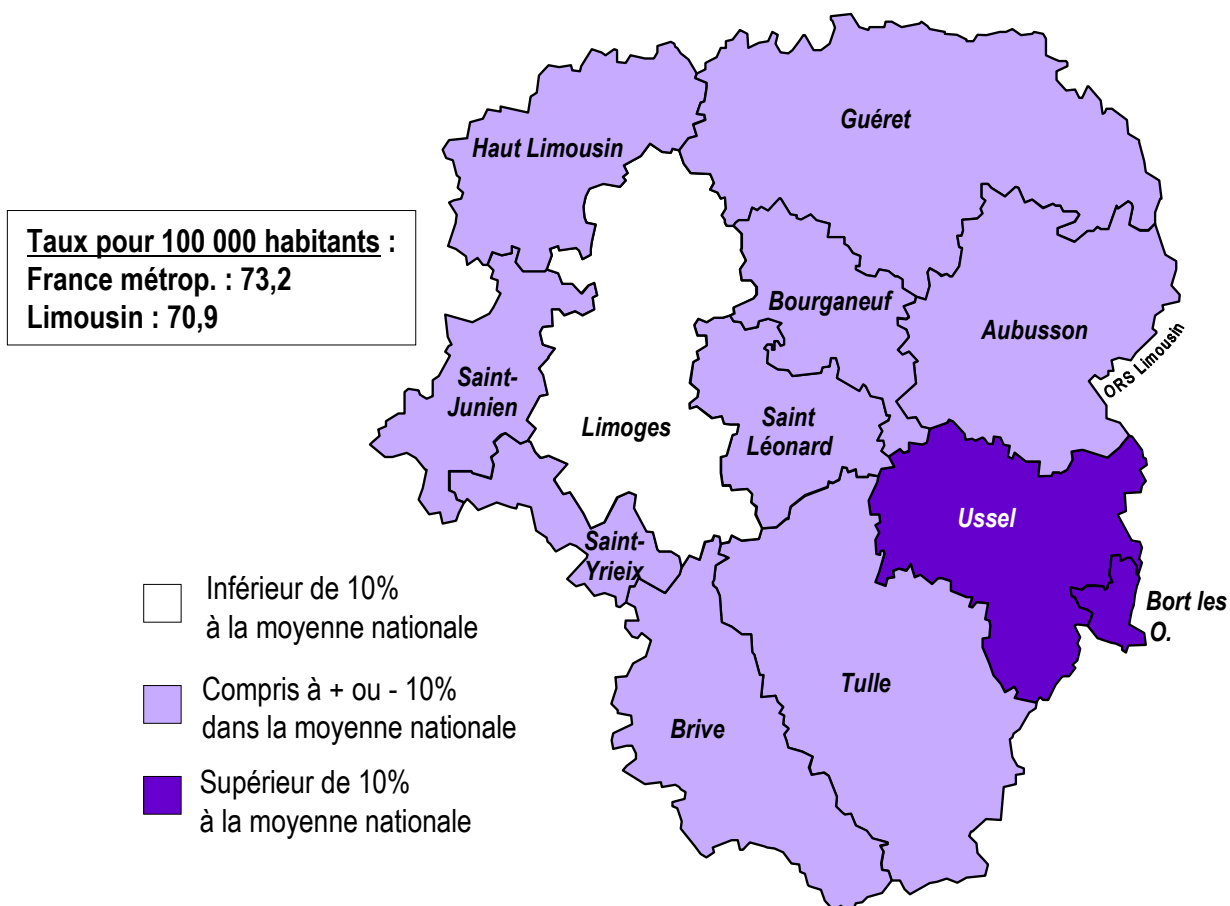 Guéret
Haut Limousin
Taux pour 100 000 habitants :
France métrop. : 73,2
Limousin : 70,9
Bourganeuf
Aubusson
ORS Limousin
Saint-
Junien
Limoges
Saint
Léonard
Ussel
Saint-
Yrieix
Bort les
O.
Tulle
Brive
Inférieur de 10%
à la moyenne nationale
Compris à + ou - 10%
dans la moyenne nationale
Supérieur de 10%
à la moyenne nationale